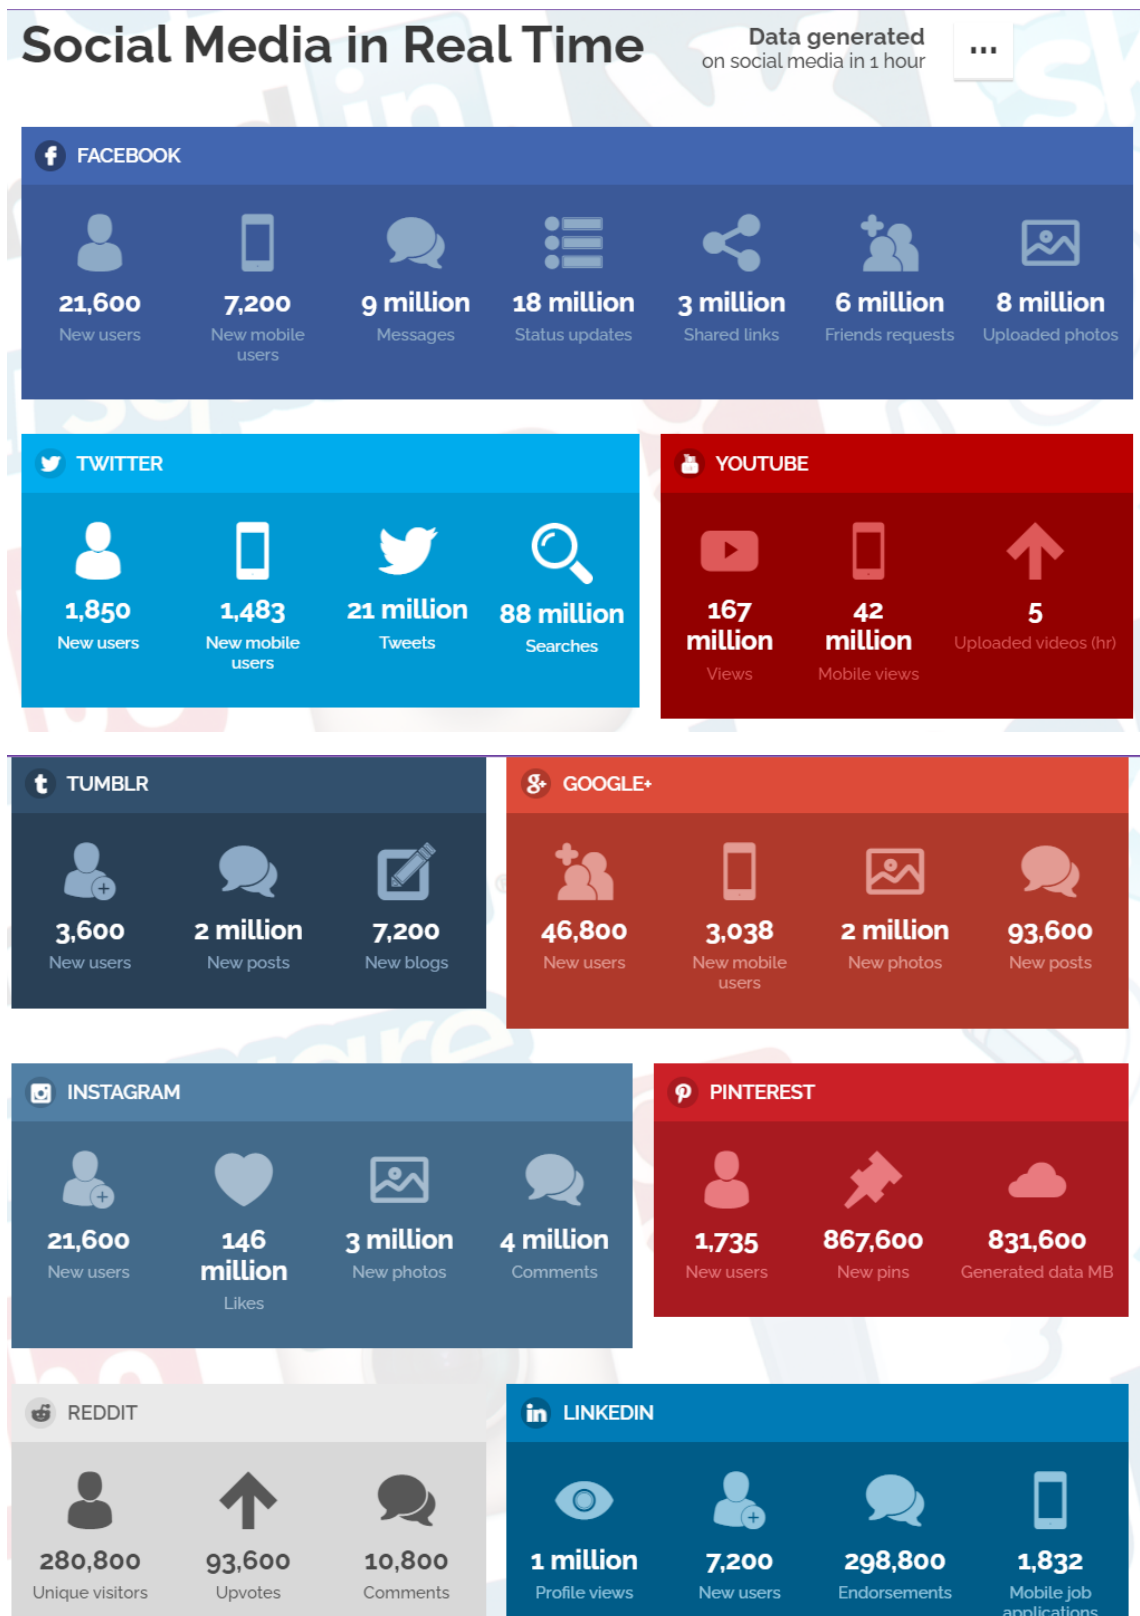 Social Media in Real Time
Data generated
on social media in 1 hour
...
FACEBOOK
21,600
New users
7,200
New mobile
users
9 million
Messages
18 million
Status updates
3 million
Shared links
6 million
Friends requests
8 million
Uploaded photos
TWITTER
1,850
New users
1,483
New mobile
users
21 million
Tweets
88 million
Searches
YOUTUBE
167
million
Views
42
million
Mobile views
5
Uploaded videos (hr)
TUMBLR
3,600
New users
2 million
New posts
7,200
New blogs
GOOGLE+
46,800
New users
3,038
New mobile
users
2 million
New photos
93,600
New posts
INSTAGRAM
21,600
New users
146
million
Likes
3 million
New photos
4 million
Comments
PINTEREST
1,735
New users
867,600
New pins
831,600
Generated data MB
REDDIT
280,800
Unique visitors
93,600
Upvotes
10,800
Comments
LINKEDIN
1 million
Profile views
7,200
New users
298,800
Endorsements
1,832
Mobile job
applications